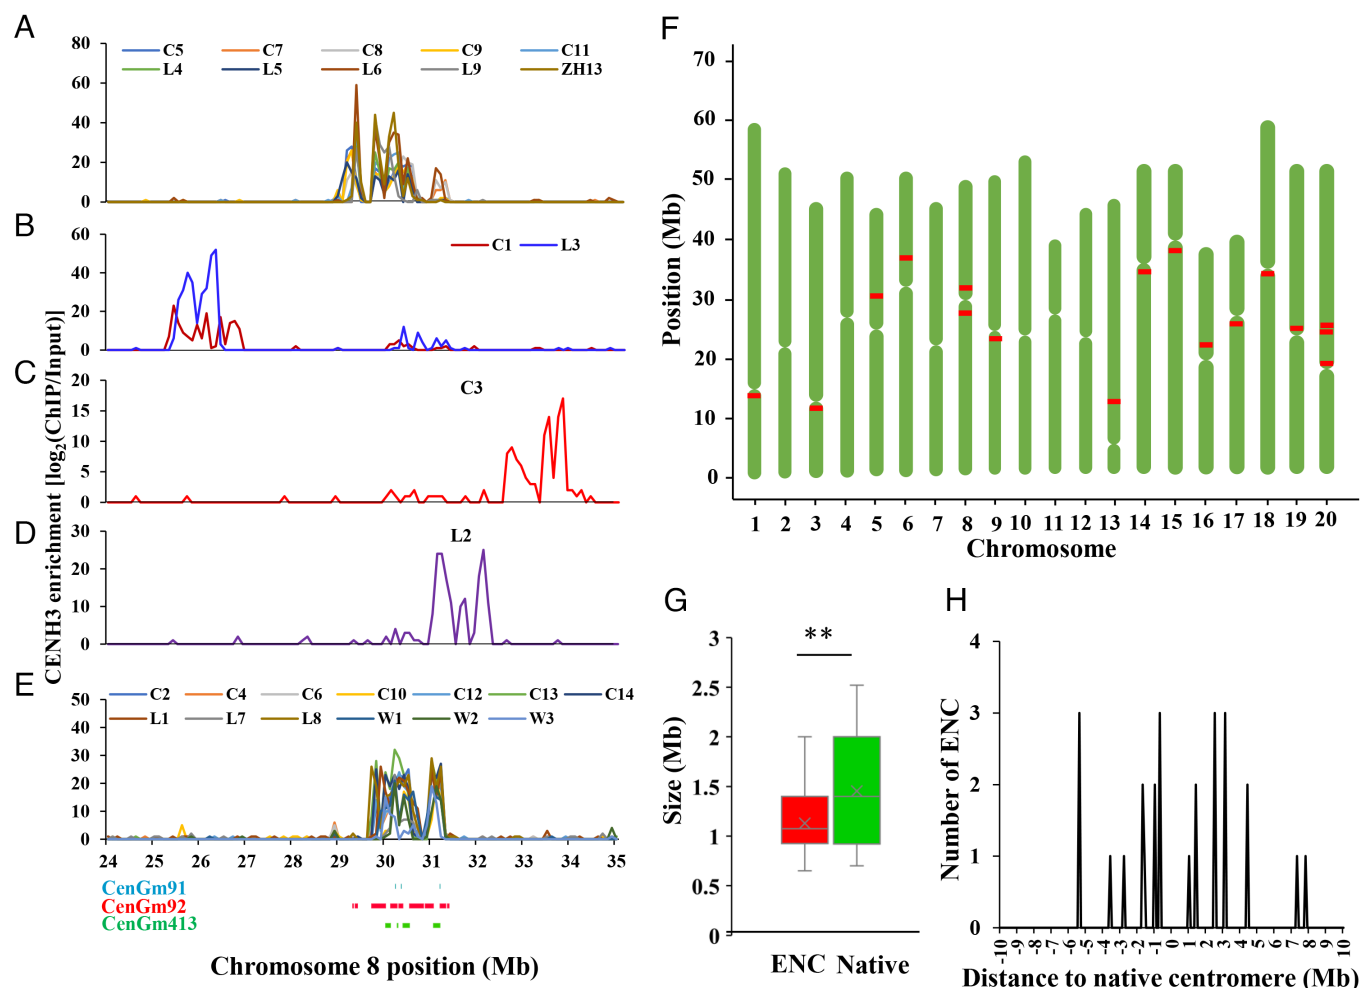 A
80
60
40
20
0
C5 C7 C8 C9 C11
L4 L5 L6 L9 ZH13
B
60
40
20
0
C1 L3
C
20
15
10
5
0
C3
D
30
20
10
0
L2
E
50
40
30
20
10
0
C2 C4 C6 C10 C12 C13 C14
L1 L7 L8 W1 W2 W3
24 25 26 27 28 29 30 31 32 33 34 35
CENH3 enrichment [log2(ChIP/Input)]
CenGm91
CenGm92
CenGm413
Chromosome 8 position (Mb)
F
70
60
50
40
30
20
10
0
Position (Mb)
1 2 3 4 5 6 7 8 9 10 11 12 13 14 15 16 17 18 19 20
Chromosome
G
3
2.5
2
1.5
1
0.5
0
Size (Mb)
**
ENC Native
H
4
3
2
1
0
Number of ENC
-10 -9 -8 -7 -6 -5 -4 -3 -2 -1 0 1 2 3 4 5 6 7 8 9 10
Distance to native centromere (Mb)